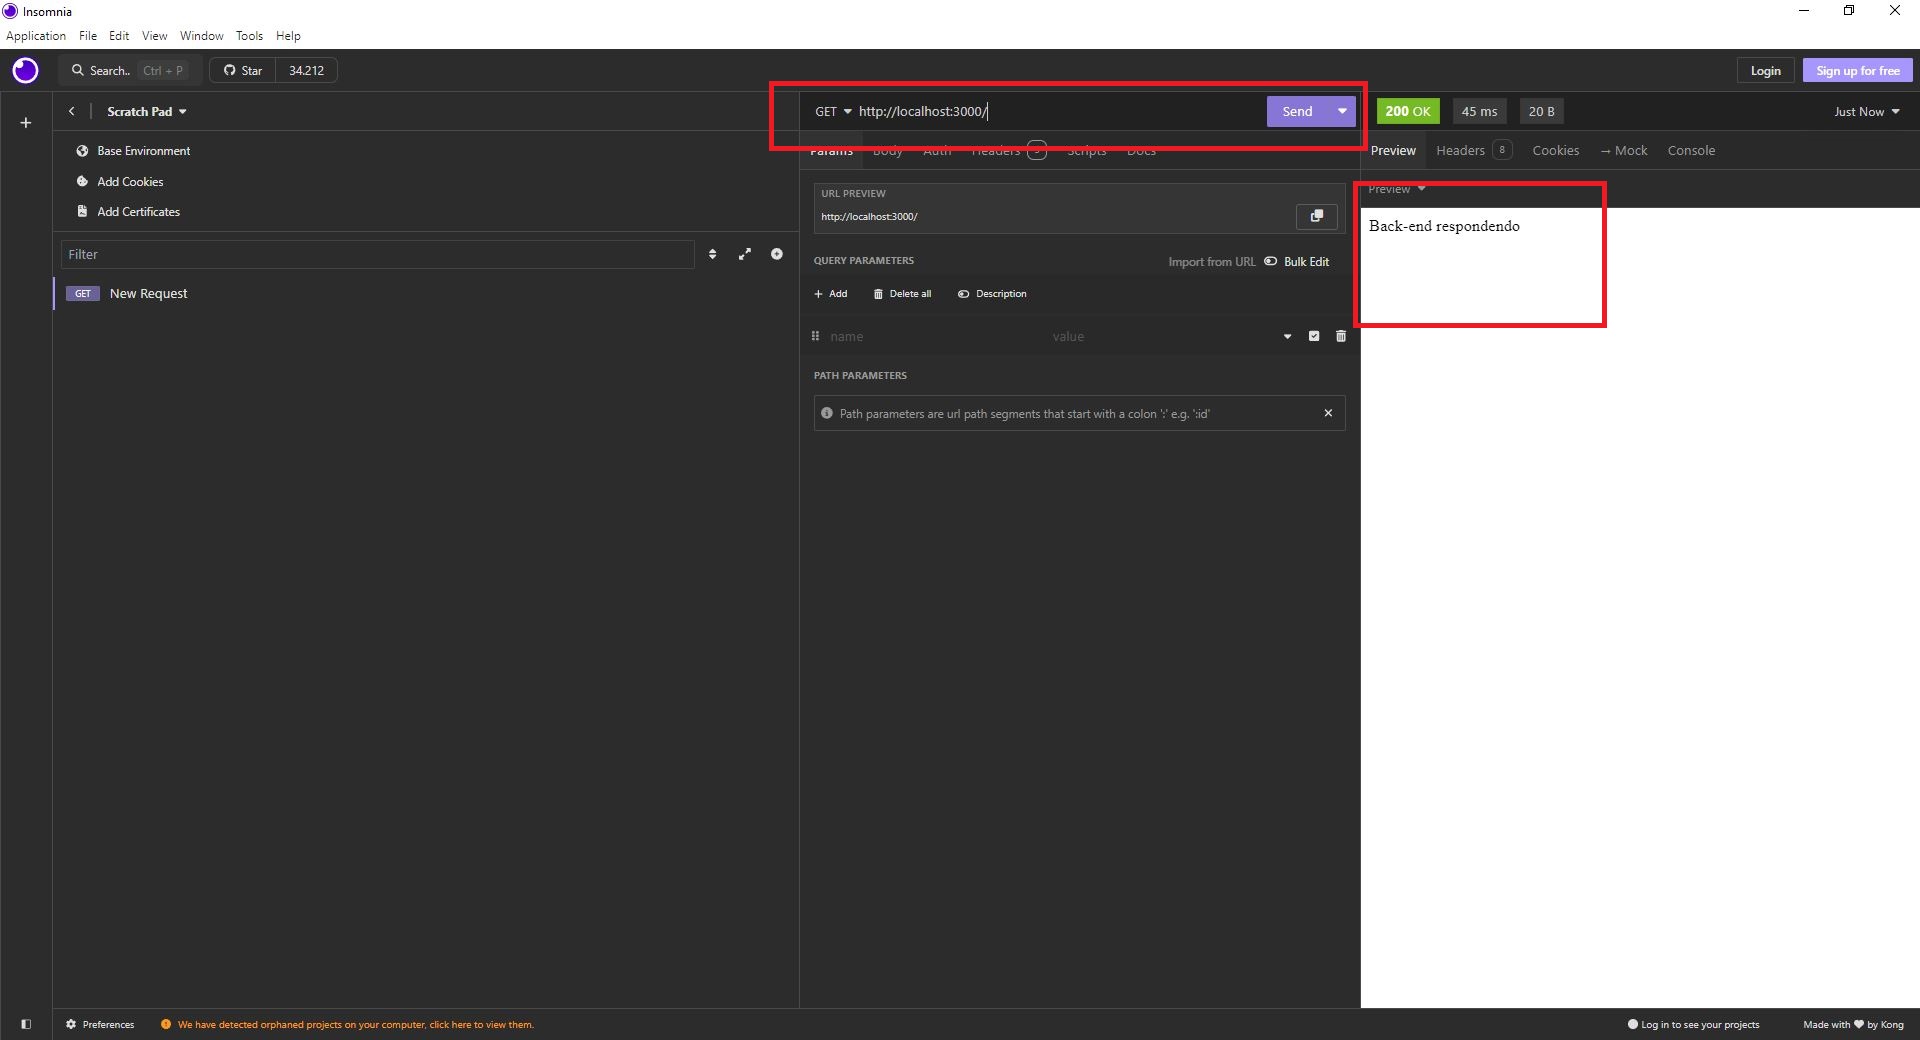 Insomnia
Application File Edit View Window Tools Help
Search.. Ctrl + P Star 34.212 Login Sign up for free
Scratch Pad GET http://localhost:3000/ Send 200 OK 45 ms 20 B Just Now
Base Environment
Params Body Auth Headers Scripts Docs
Preview Headers 8 Cookies → Mock Console
Add Cookies
Add Certificates
URL PREVIEW
http://localhost:3000/
Preview
Back-end respondendo
Filter
QUERY PARAMETERS Import from URL Bulk Edit
GET New Request
+ Add Delete all Description
name value
PATH PARAMETERS
Path parameters are url path segments that start with a colon ':' e.g. ':id'
Preferences We have detected orphaned projects on your computer, click here to view them. Log in to see your projects Made with ♥ by Kong